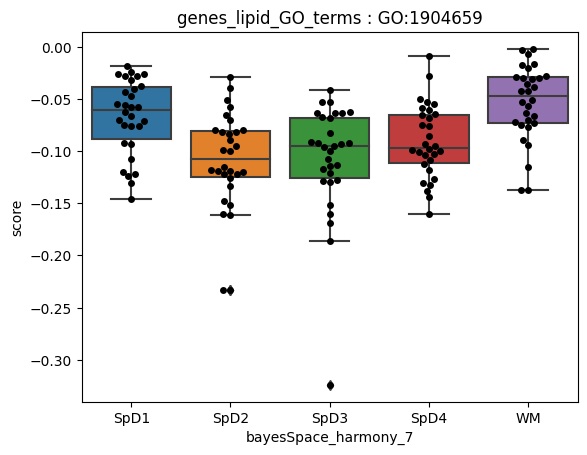 genes_lipid_GO_terms : GO:1904659
0.00
−0.05
−0.10
−0.15
−0.20
−0.25
−0.30
score
SpD1 SpD2 SpD3 SpD4 WM
bayesSpace_harmony_7